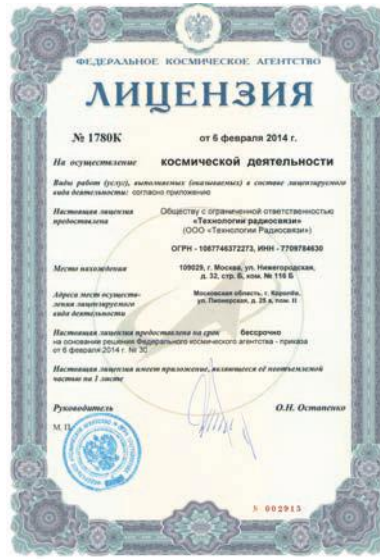 ФЕДЕРАЛЬНОЕ КОСМИЧЕСКОЕ АГЕНТСТВО
ЛИЦЕНЗИЯ
№ 1780К от 6 февраля 2014 г.
На осуществление космической деятельности
Виды работ (услуг), выполняемых (оказываемых) в составе лицензируемого
вида деятельности: согласно приложению
Настоящая лицензия Обществу с ограниченной ответственностью
предоставлена «Технологии радиосвязи»
(ООО «Технологии Радиосвязи»)
ОГРН - 1087746372273, ИНН - 7709784630
Место нахождения 109029, г. Москва, ул. Нижегородская,
д. 32, стр. Б, ком. № 116 Б
Адреса мест осуществ- Московская область, г. Королёв,
ления лицензируемого ул. Пионерская, д. 28 а, пом. II
вида деятельности
Настоящая лицензия предоставлена на срок бессрочно
на основании решения Федерального космического агентства - приказа
от 6 февраля 2014 г. № 30
Настоящая лицензия имеет приложение, являющееся её неотъемлемой
частью на 1 листе
Руководитель О.Н. Остапенко
М. П.
№ 002915